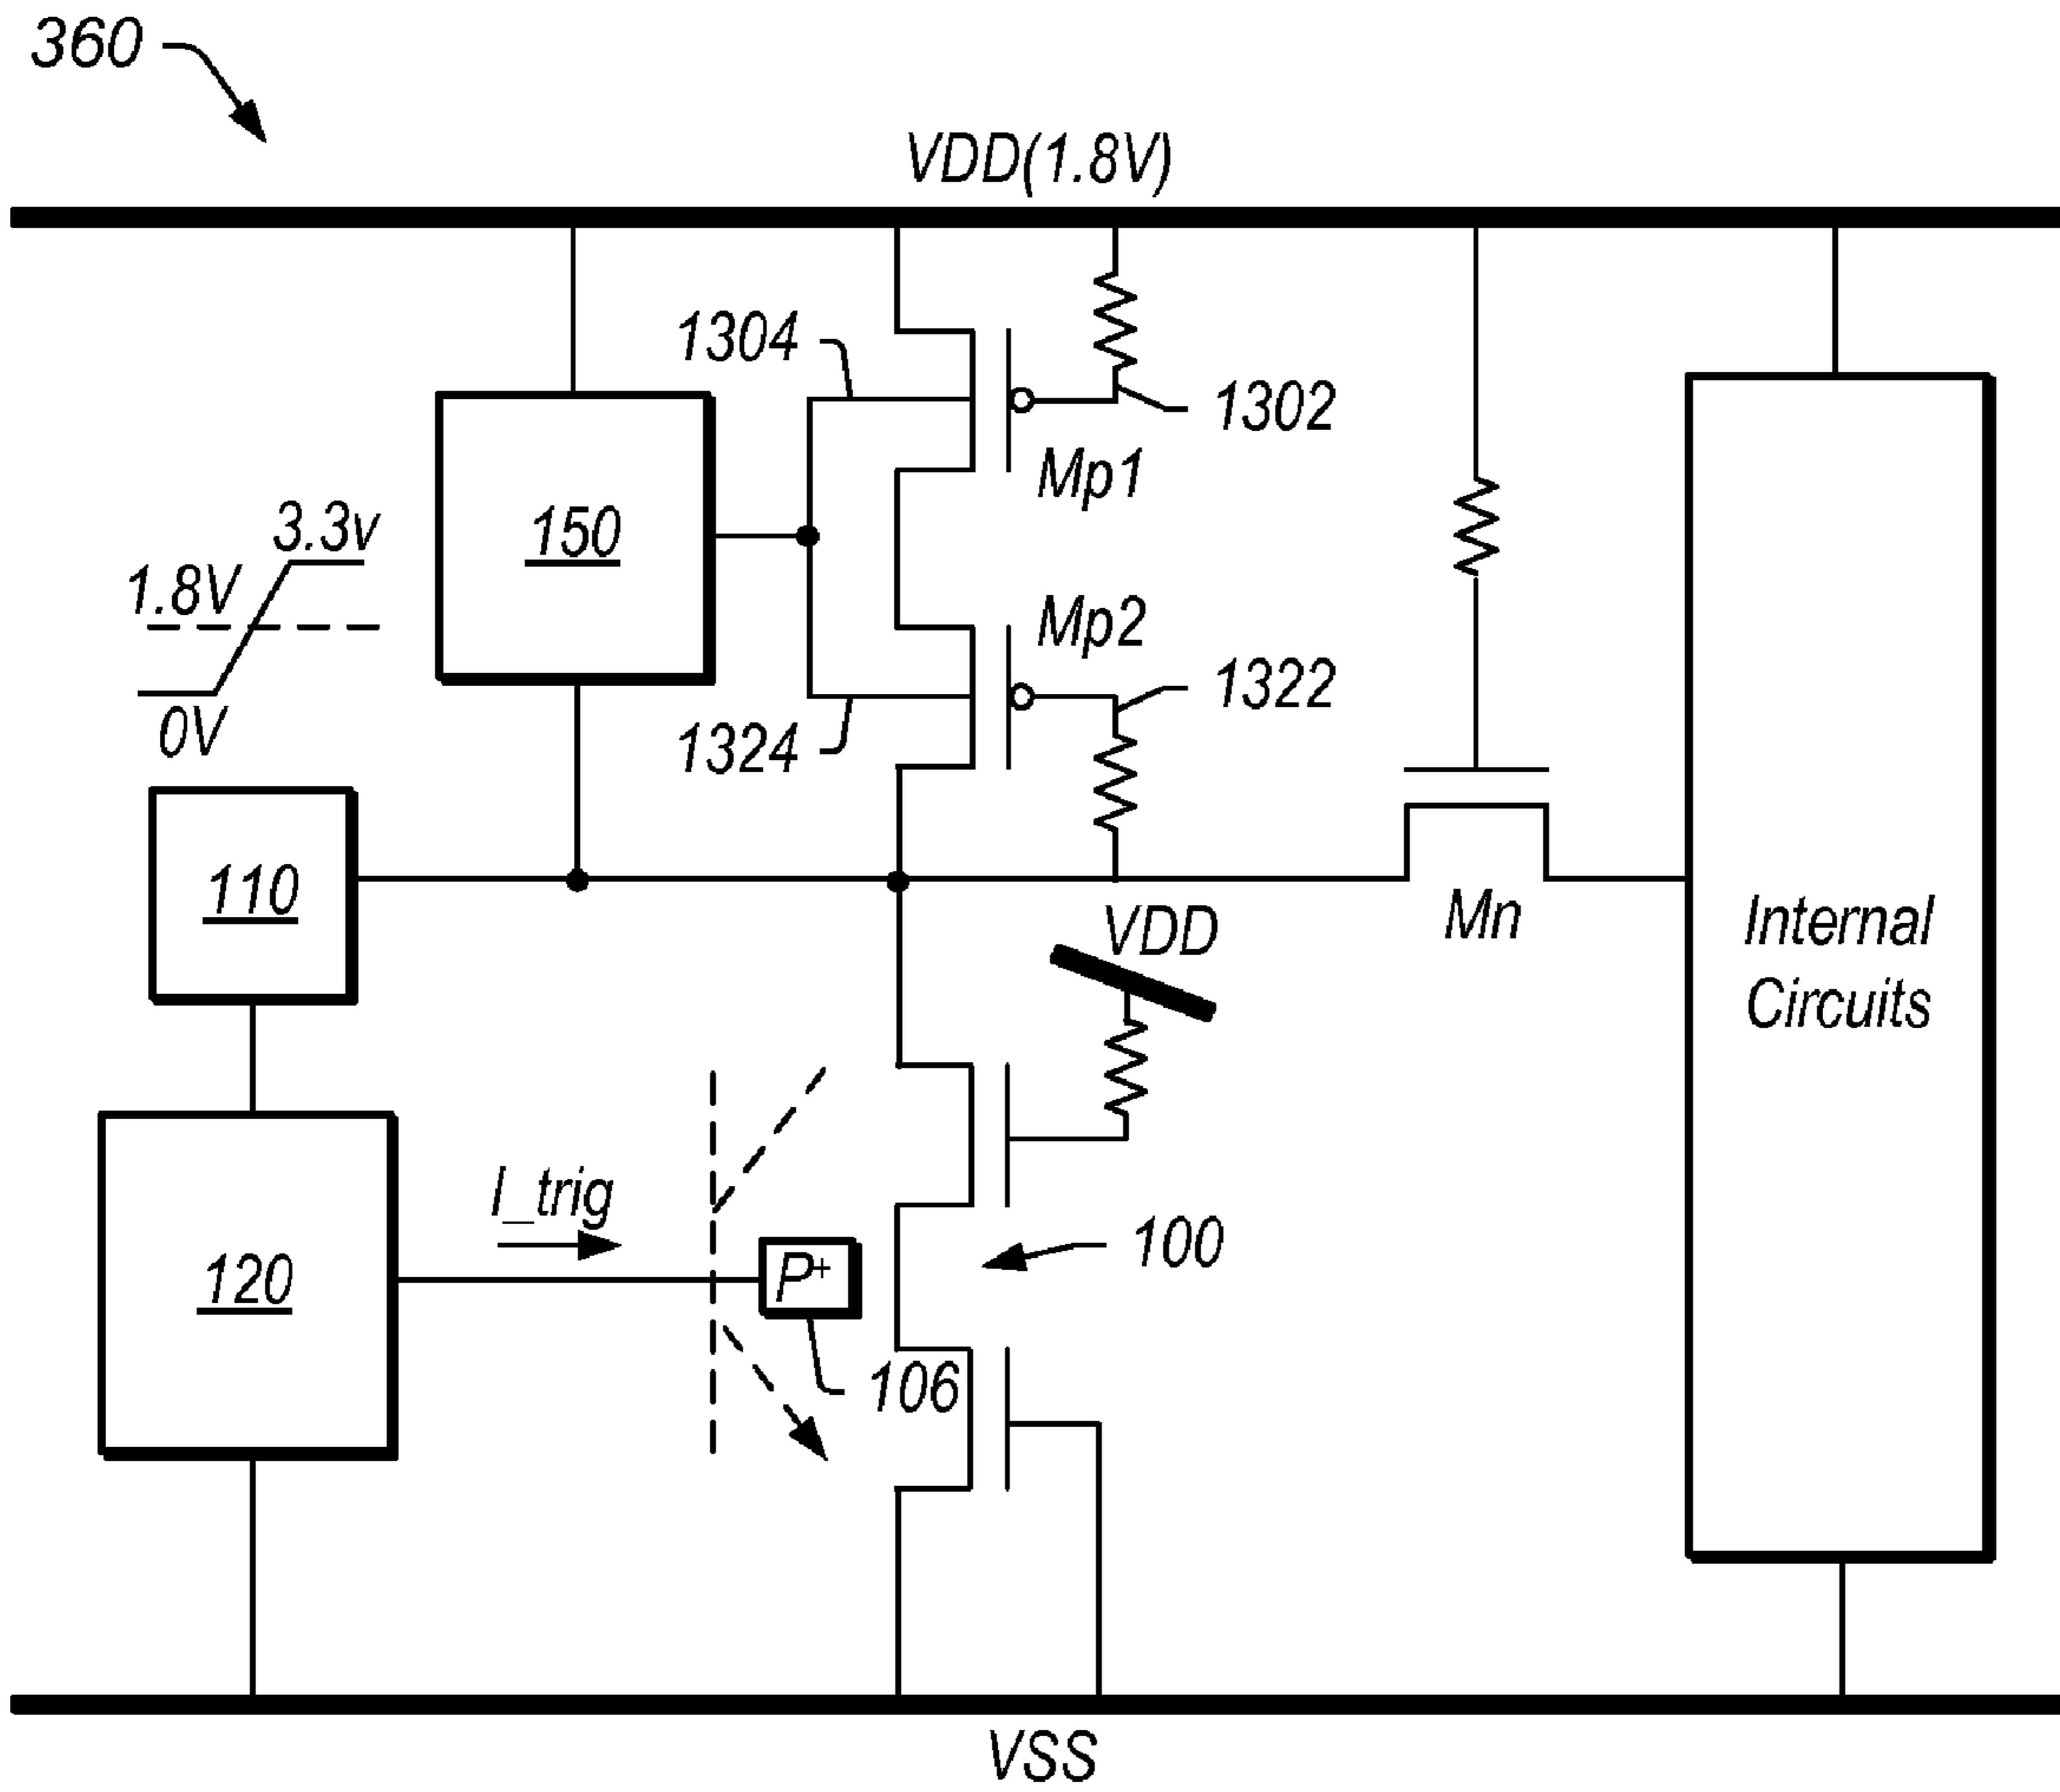 360
VDD(1.8V)
1304
1302
Mp1
150
3.3v
1.8V
Mp2
1322
0V
1324
110
VDD
Mn
Internal
Circuits
I_trig
100
120
P+
106
VSS